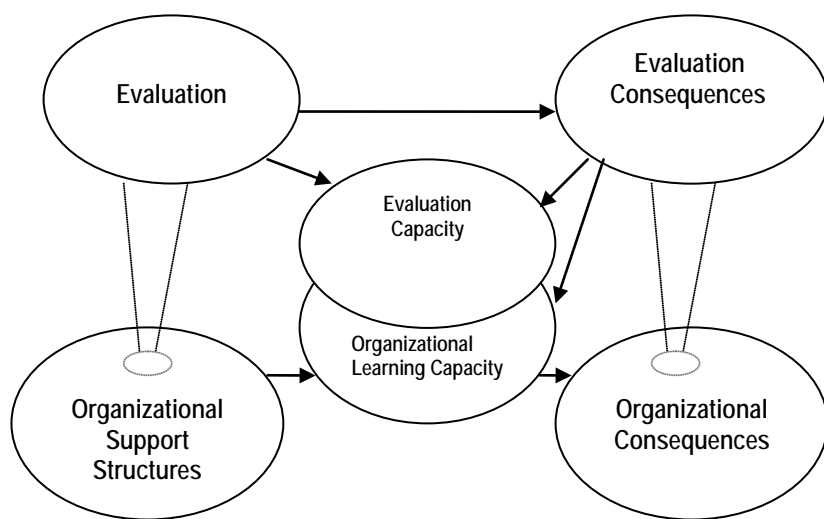 Evaluation
Evaluation
Consequences
Evaluation
Capacity
Organizational
Learning Capacity
Organizational
Support
Structures
Organizational
Consequences